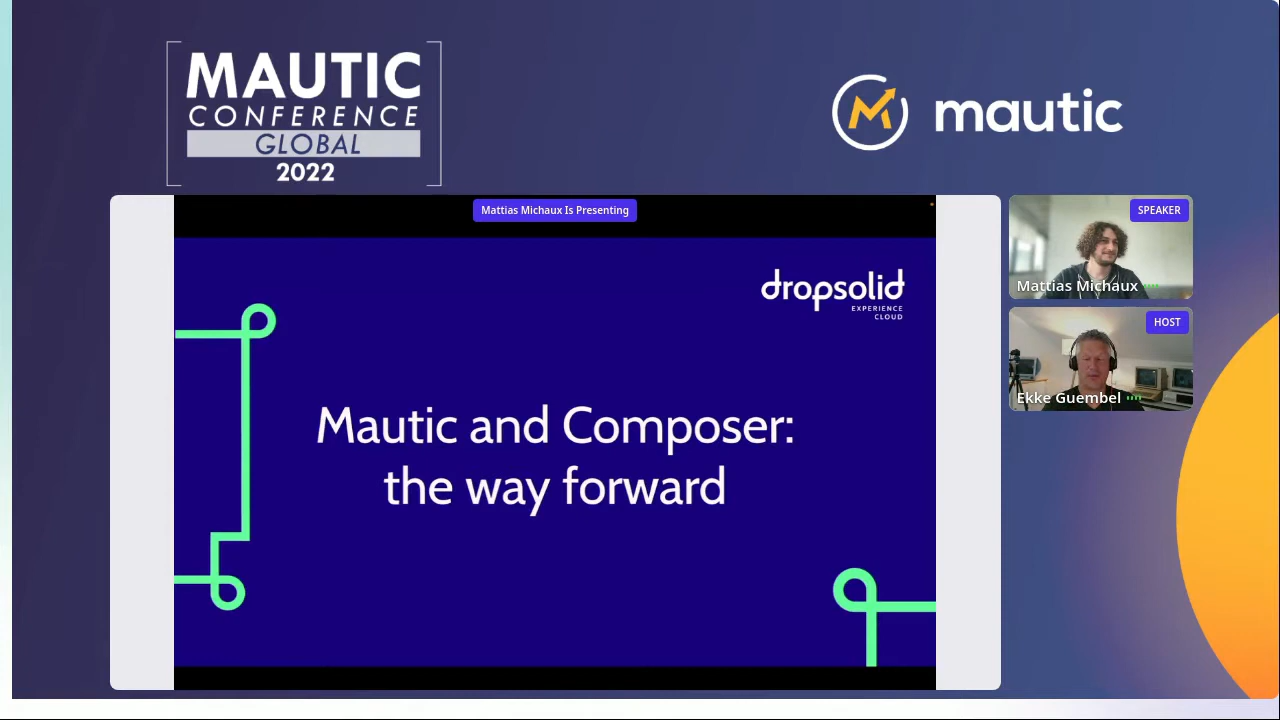 MAUTIC
CONFERENCE
GLOBAL
2022
mautic
Mattias Michaux Is Presenting
dropsolid
EXPERIENCE
CLOUD
Mautic and Composer:
the way forward
SPEAKER
Mattias Michaux
HOST
Ekke Guembel